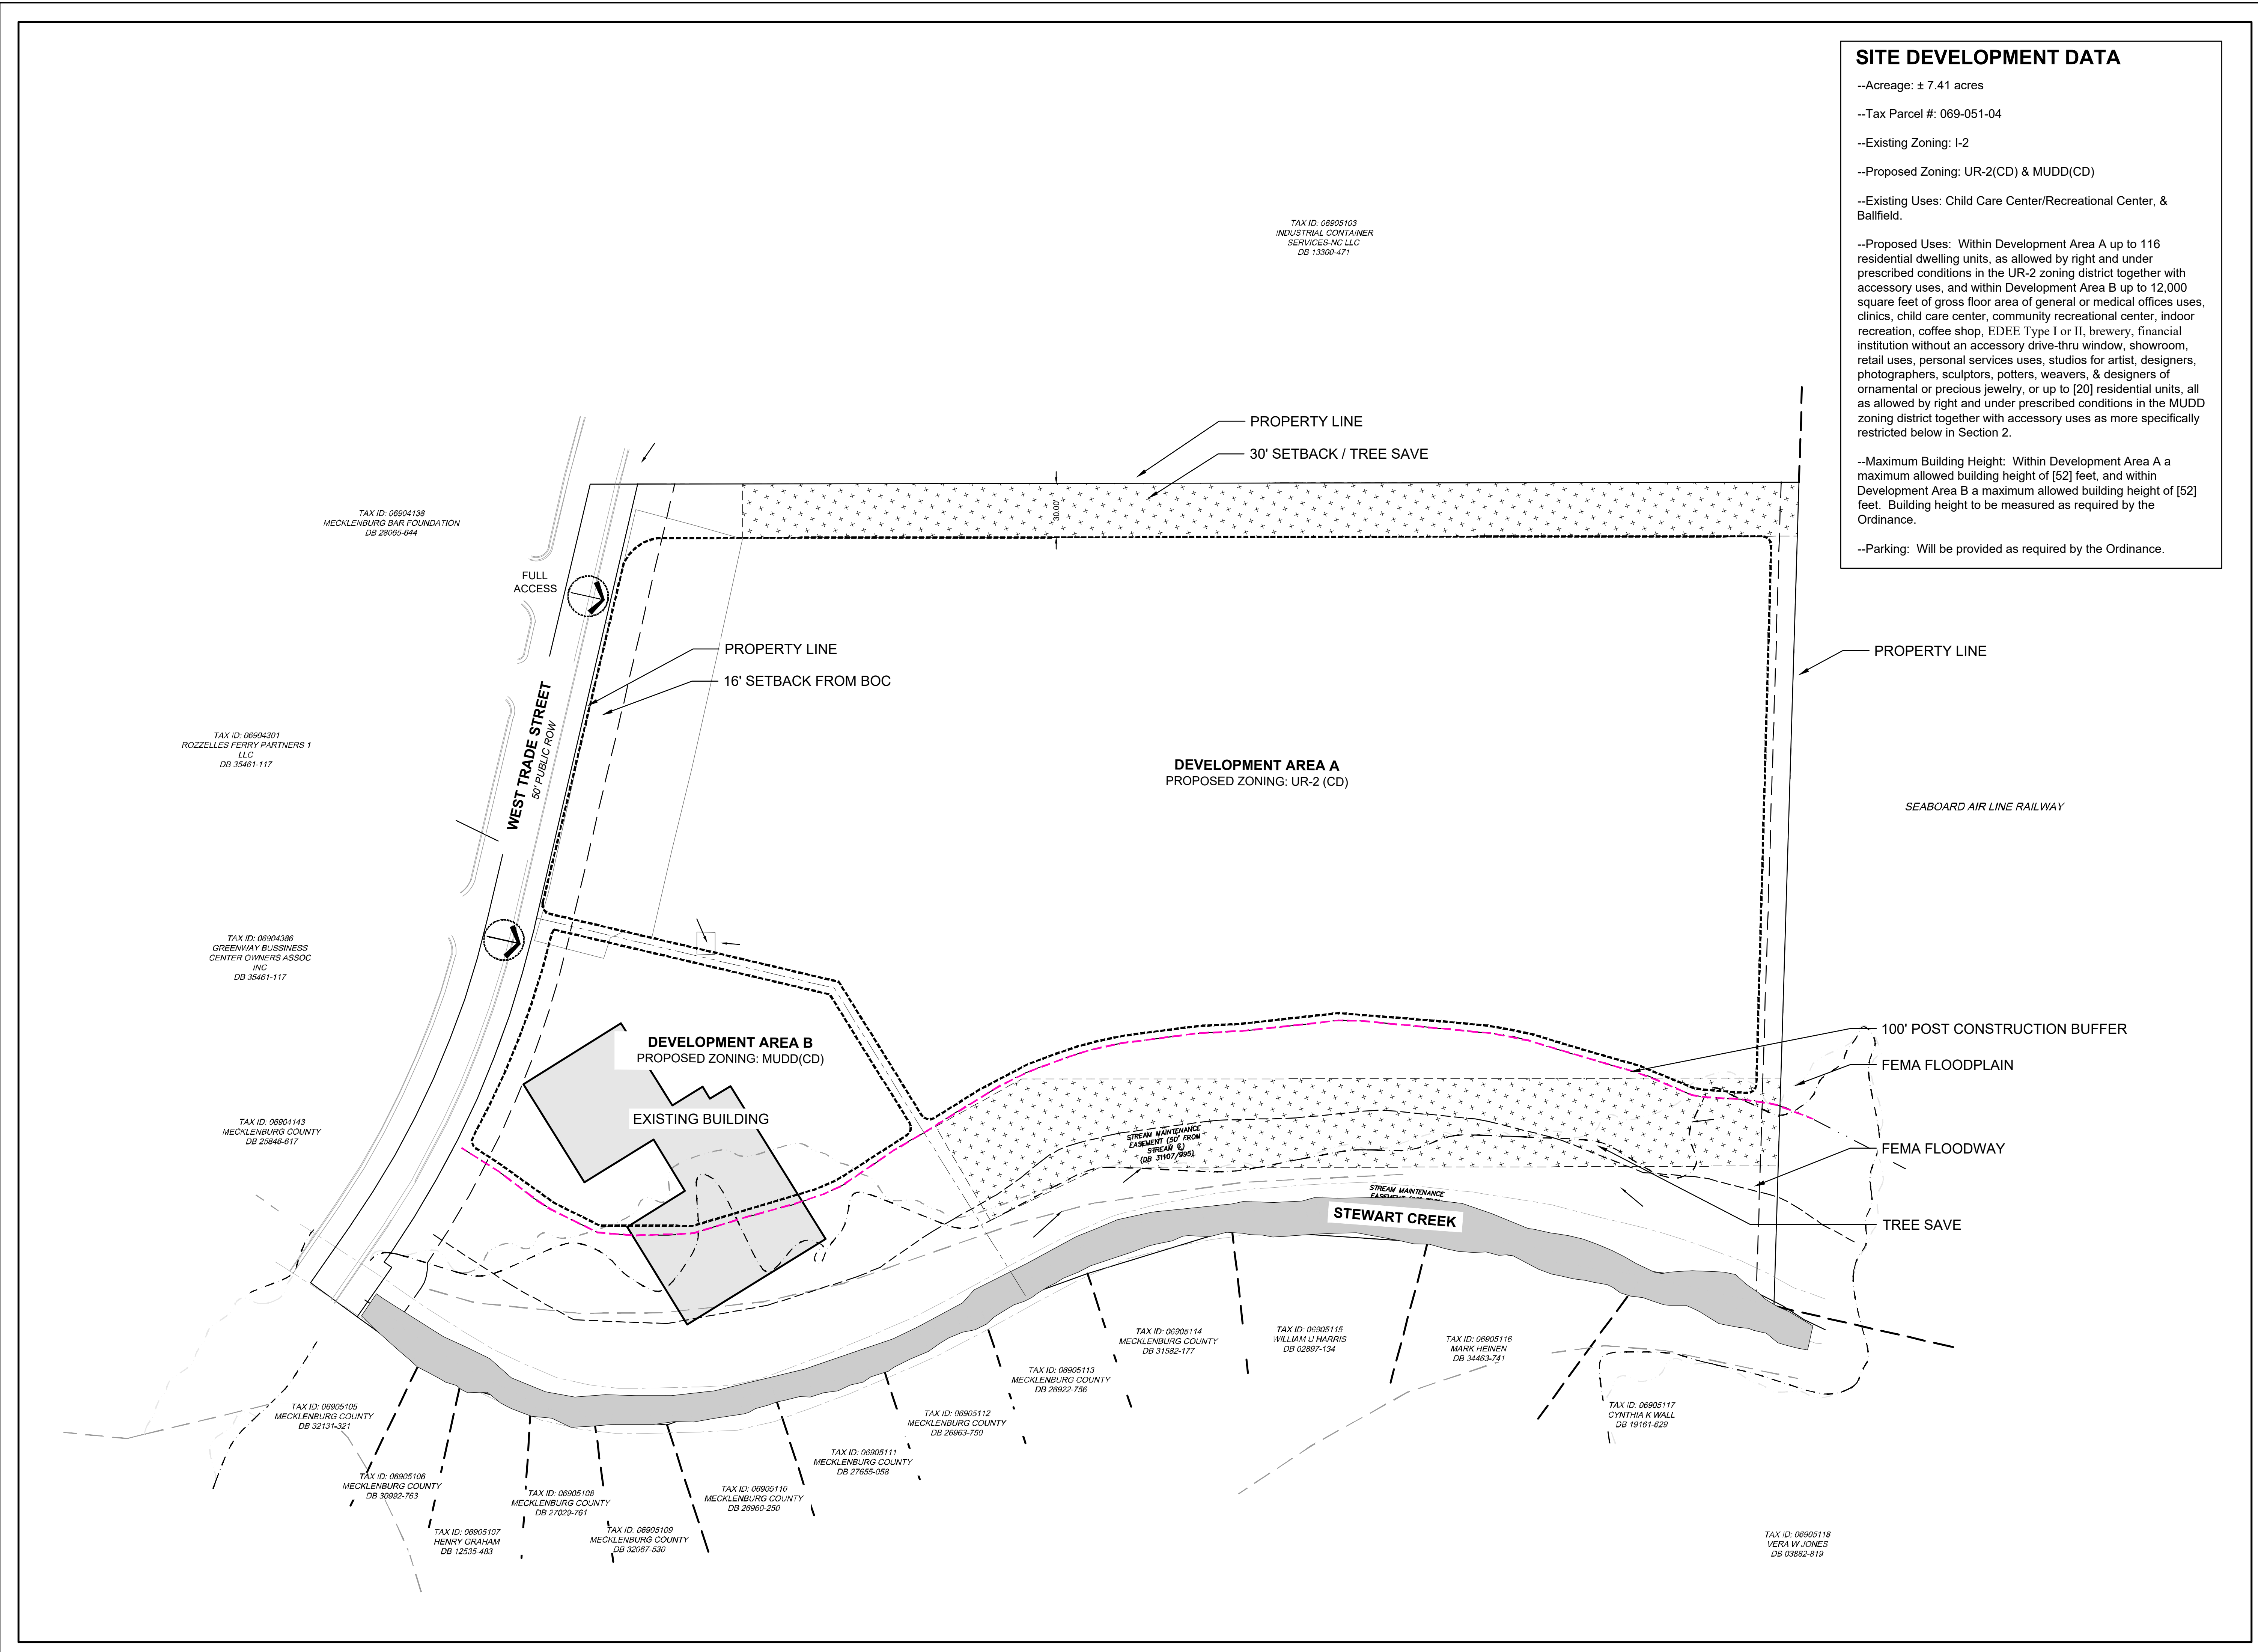 SITE DEVELOPMENT DATA
--Acreage: ± 7.41 acres
--Tax Parcel #: 069-051-04
--Existing Zoning: I-2
--Proposed Zoning: UR-2(CD) & MUDD(CD)
--Existing Uses: Child Care Center/Recreational Center, &
Ballfield.
--Proposed Uses: Within Development Area A up to 116
residential dwelling units, as allowed by right and under
prescribed conditions in the UR-2 zoning district together with
accessory uses, and within Development Area B up to 12,000
square feet of gross floor area of general or medical offices uses,
clinics, child care center, community recreational center, indoor
recreation, coffee shop, EDEE Type I or II, brewery, financial
institution without an accessory drive-thru window, showroom,
retail uses, personal services uses, studios for artist, designers,
photographers, sculptors, potters, weavers, & designers of
ornamental or precious jewelry, or up to [20] residential units, all
as allowed by right and under prescribed conditions in the MUDD
zoning district together with accessory uses as more specifically
restricted below in Section 2.
--Maximum Building Height: Within Development Area A a
maximum allowed building height of [52] feet, and within
Development Area B a maximum allowed building height of [52]
feet. Building height to be measured as required by the
Ordinance.
--Parking: Will be provided as required by the Ordinance.
TAX ID: 06905103
INDUSTRIAL CONTAINER
SERVICES-NC LLC
DB 13300-471
PROPERTY LINE
30' SETBACK / TREE SAVE
30.00'
TAX ID: 06904138
MECKLENBURG BAR FOUNDATION
DB 28065-644
FULL
ACCESS
PROPERTY LINE
16' SETBACK FROM BOC
PROPERTY LINE
WEST TRADE STREET
50' PUBLIC ROW
TAX ID: 06904301
ROZZELLES FERRY PARTNERS 1
LLC
DB 35461-117
DEVELOPMENT AREA A
PROPOSED ZONING: UR-2 (CD)
SEABOARD AIR LINE RAILWAY
TAX ID: 06904386
GREENWAY BUSSINESS
CENTER OWNERS ASSOC
INC
DB 35461-117
DEVELOPMENT AREA B
PROPOSED ZONING: MUDD(CD)
EXISTING BUILDING
100' POST CONSTRUCTION BUFFER
FEMA FLOODPLAIN
FEMA FLOODWAY
TREE SAVE
TAX ID: 06904143
MECKLENBURG COUNTY
DB 25846-617
STREAM MAINTENANCE
EASEMENT (50' FROM
STREAM ℄)
(DB 31107/995)
STREAM MAINTENANCE
STEWART CREEK
TAX ID: 06905114
MECKLENBURG COUNTY
DB 31582-177
TAX ID: 06905115
WILLIAM U HARRIS
DB 02897-134
TAX ID: 06905116
MARK HEINEN
DB 34463-741
TAX ID: 06905113
MECKLENBURG COUNTY
DB 26922-756
TAX ID: 06905105
MECKLENBURG COUNTY
DB 32131-321
TAX ID: 06905112
MECKLENBURG COUNTY
DB 26963-750
TAX ID: 06905117
CYNTHIA K WALL
DB 19161-629
TAX ID: 06905111
MECKLENBURG COUNTY
DB 27655-058
TAX ID: 06905106
MECKLENBURG COUNTY
DB 30992-763
TAX ID: 06905108
MECKLENBURG COUNTY
DB 27029-761
TAX ID: 06905110
MECKLENBURG COUNTY
DB 26960-250
TAX ID: 06905107
HENRY GRAHAM
DB 12535-483
TAX ID: 06905109
MECKLENBURG COUNTY
DB 32067-530
TAX ID: 06905118
VERA W JONES
DB 03882-819